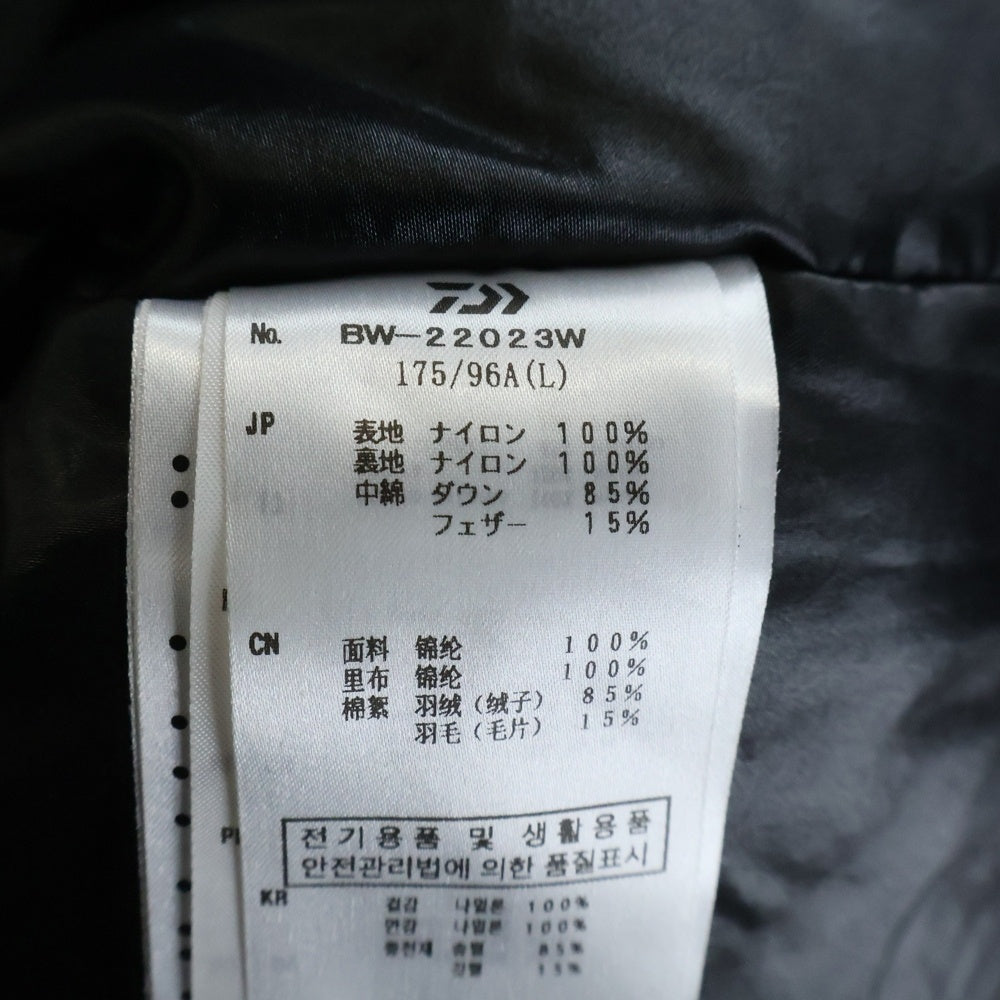 No. BW-22023W
175/96A(L)
JP 表地 ナイロン 100%
裏地 ナイロン 100%
中綿 ダウン 85%
フェザー 15%
CN 面料 锦纶 100%
里布 锦纶 100%
棉絮 羽绒（绒子） 85%
羽毛（毛片） 15%
전기용품 및 생활용품
안전관리법에 의한 품질표시
KR 겉감 나일론 100%
안감 나일론 100%
충전재 솜털 85%
깃털 15%